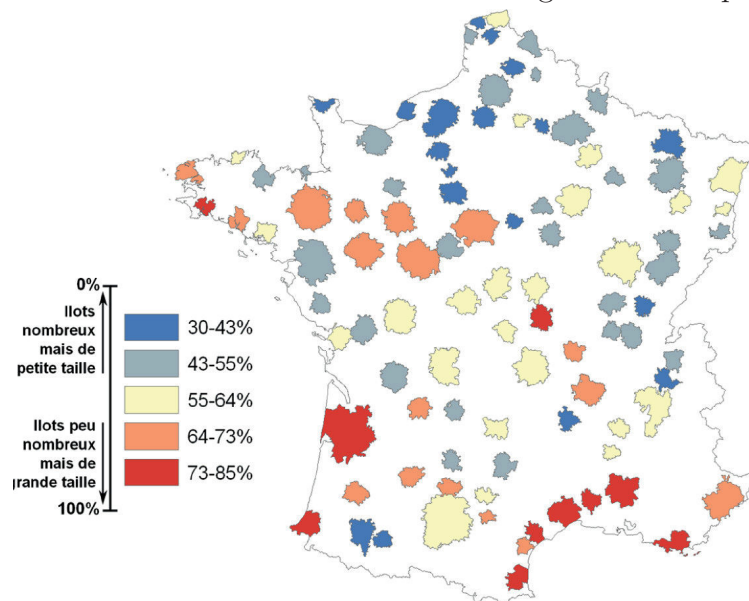 0%
Ilots
nombreux
mais de
petite taille
Ilots peu
nombreux
mais de
grande taille
100%
30-43%
43-55%
55-64%
64-73%
73-85%